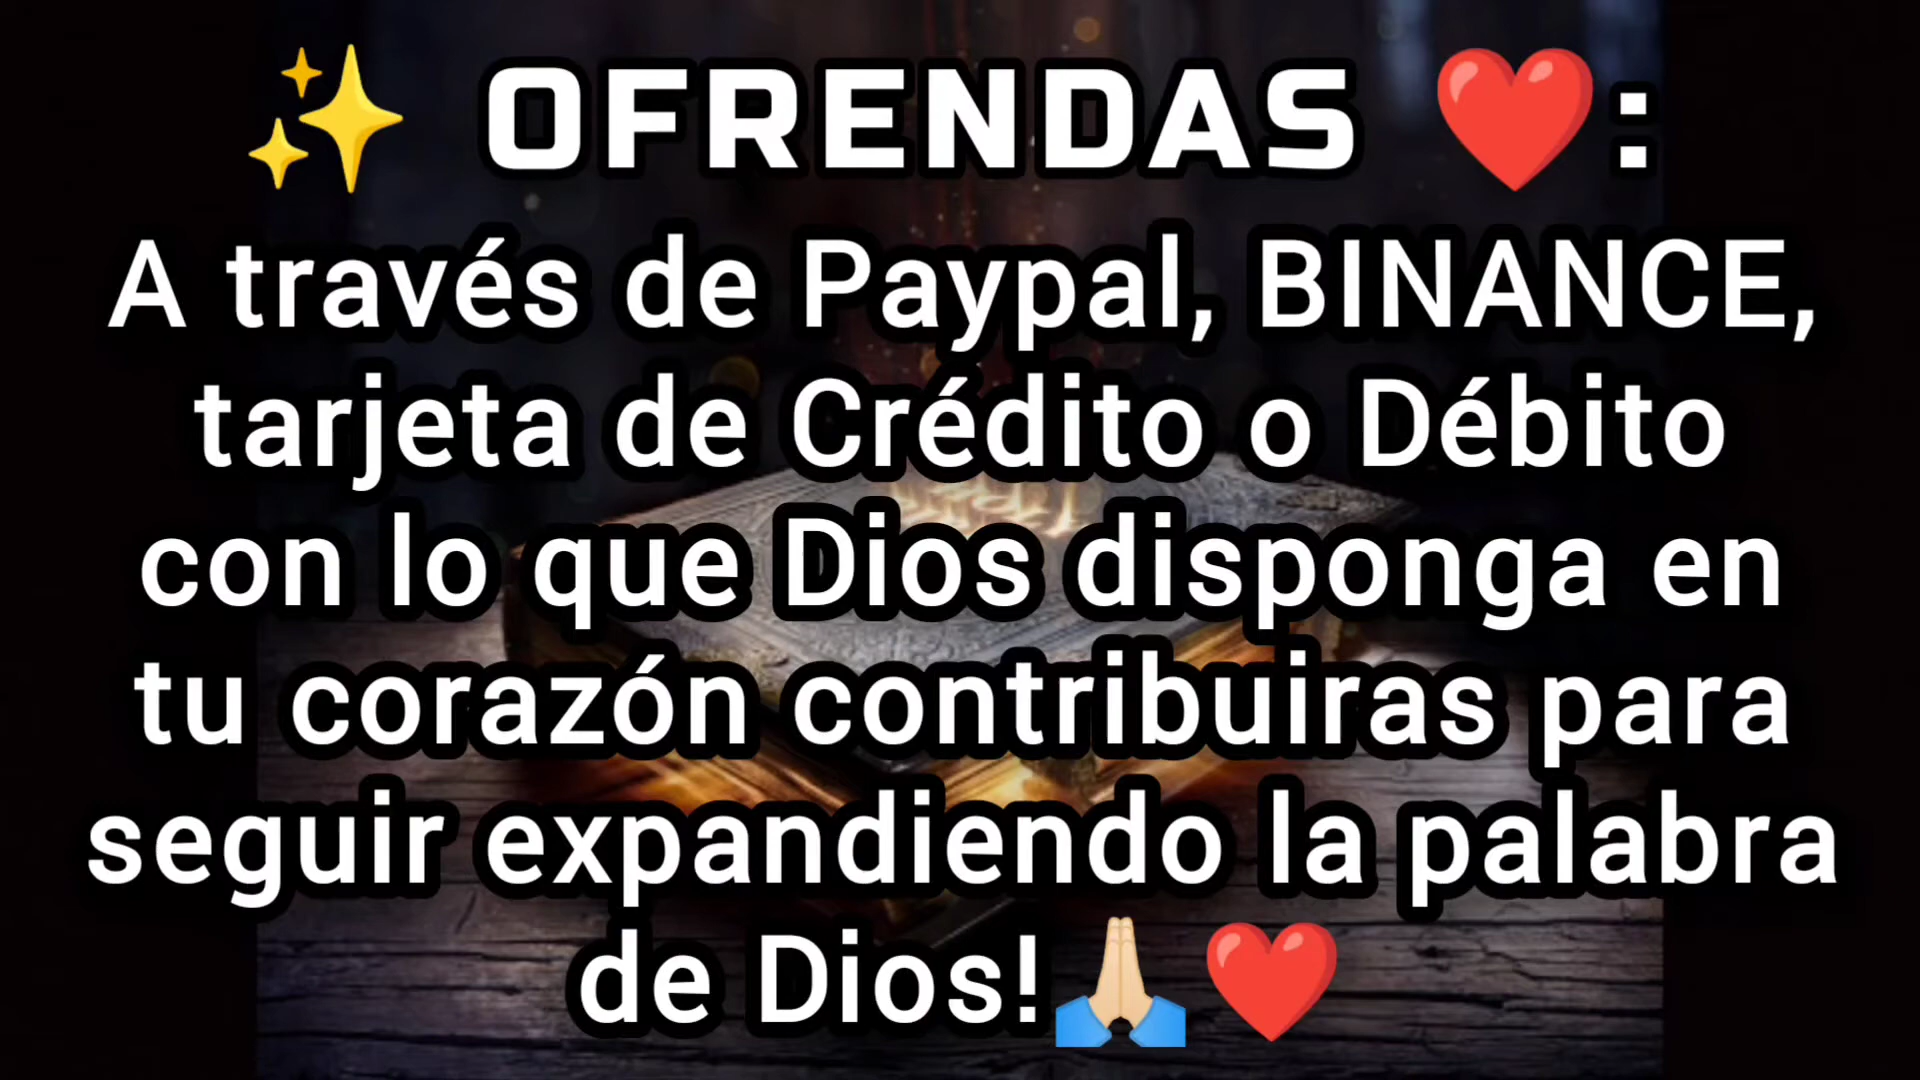 ✨ OFRENDAS ❤️:
A través de Paypal, BINANCE,
tarjeta de Crédito o Débito
con lo que Dios disponga en
tu corazón contribuiras para
seguir expandiendo la palabra
de Dios!🙏🏻❤️